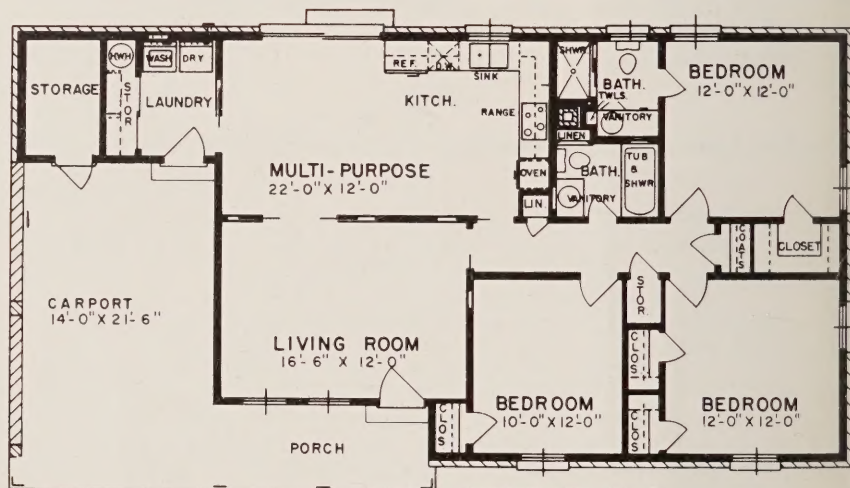 STORAGE
HWH
STOR
WASH
DRY
LAUNDRY
REF.
D.W.
SINK
KITCH.
RANGE
OVEN
LIN
MULTI-PURPOSE
22'-0" X 12'-0"
SHWR
BATH.
TWLS.
VANITORY
LINEN
BATH.
VANITORY
TUB
&
SHWR
BEDROOM
12'-0" X 12'-0"
COATS
CLOSET
CARPORT
14'-0" X 21'-6"
LIVING ROOM
16'-6" X 12'-0"
STOR.
CLOS
CLOS
CLOS
BEDROOM
10'-0" X 12'-0"
BEDROOM
12'-0" X 12'-0"
PORCH